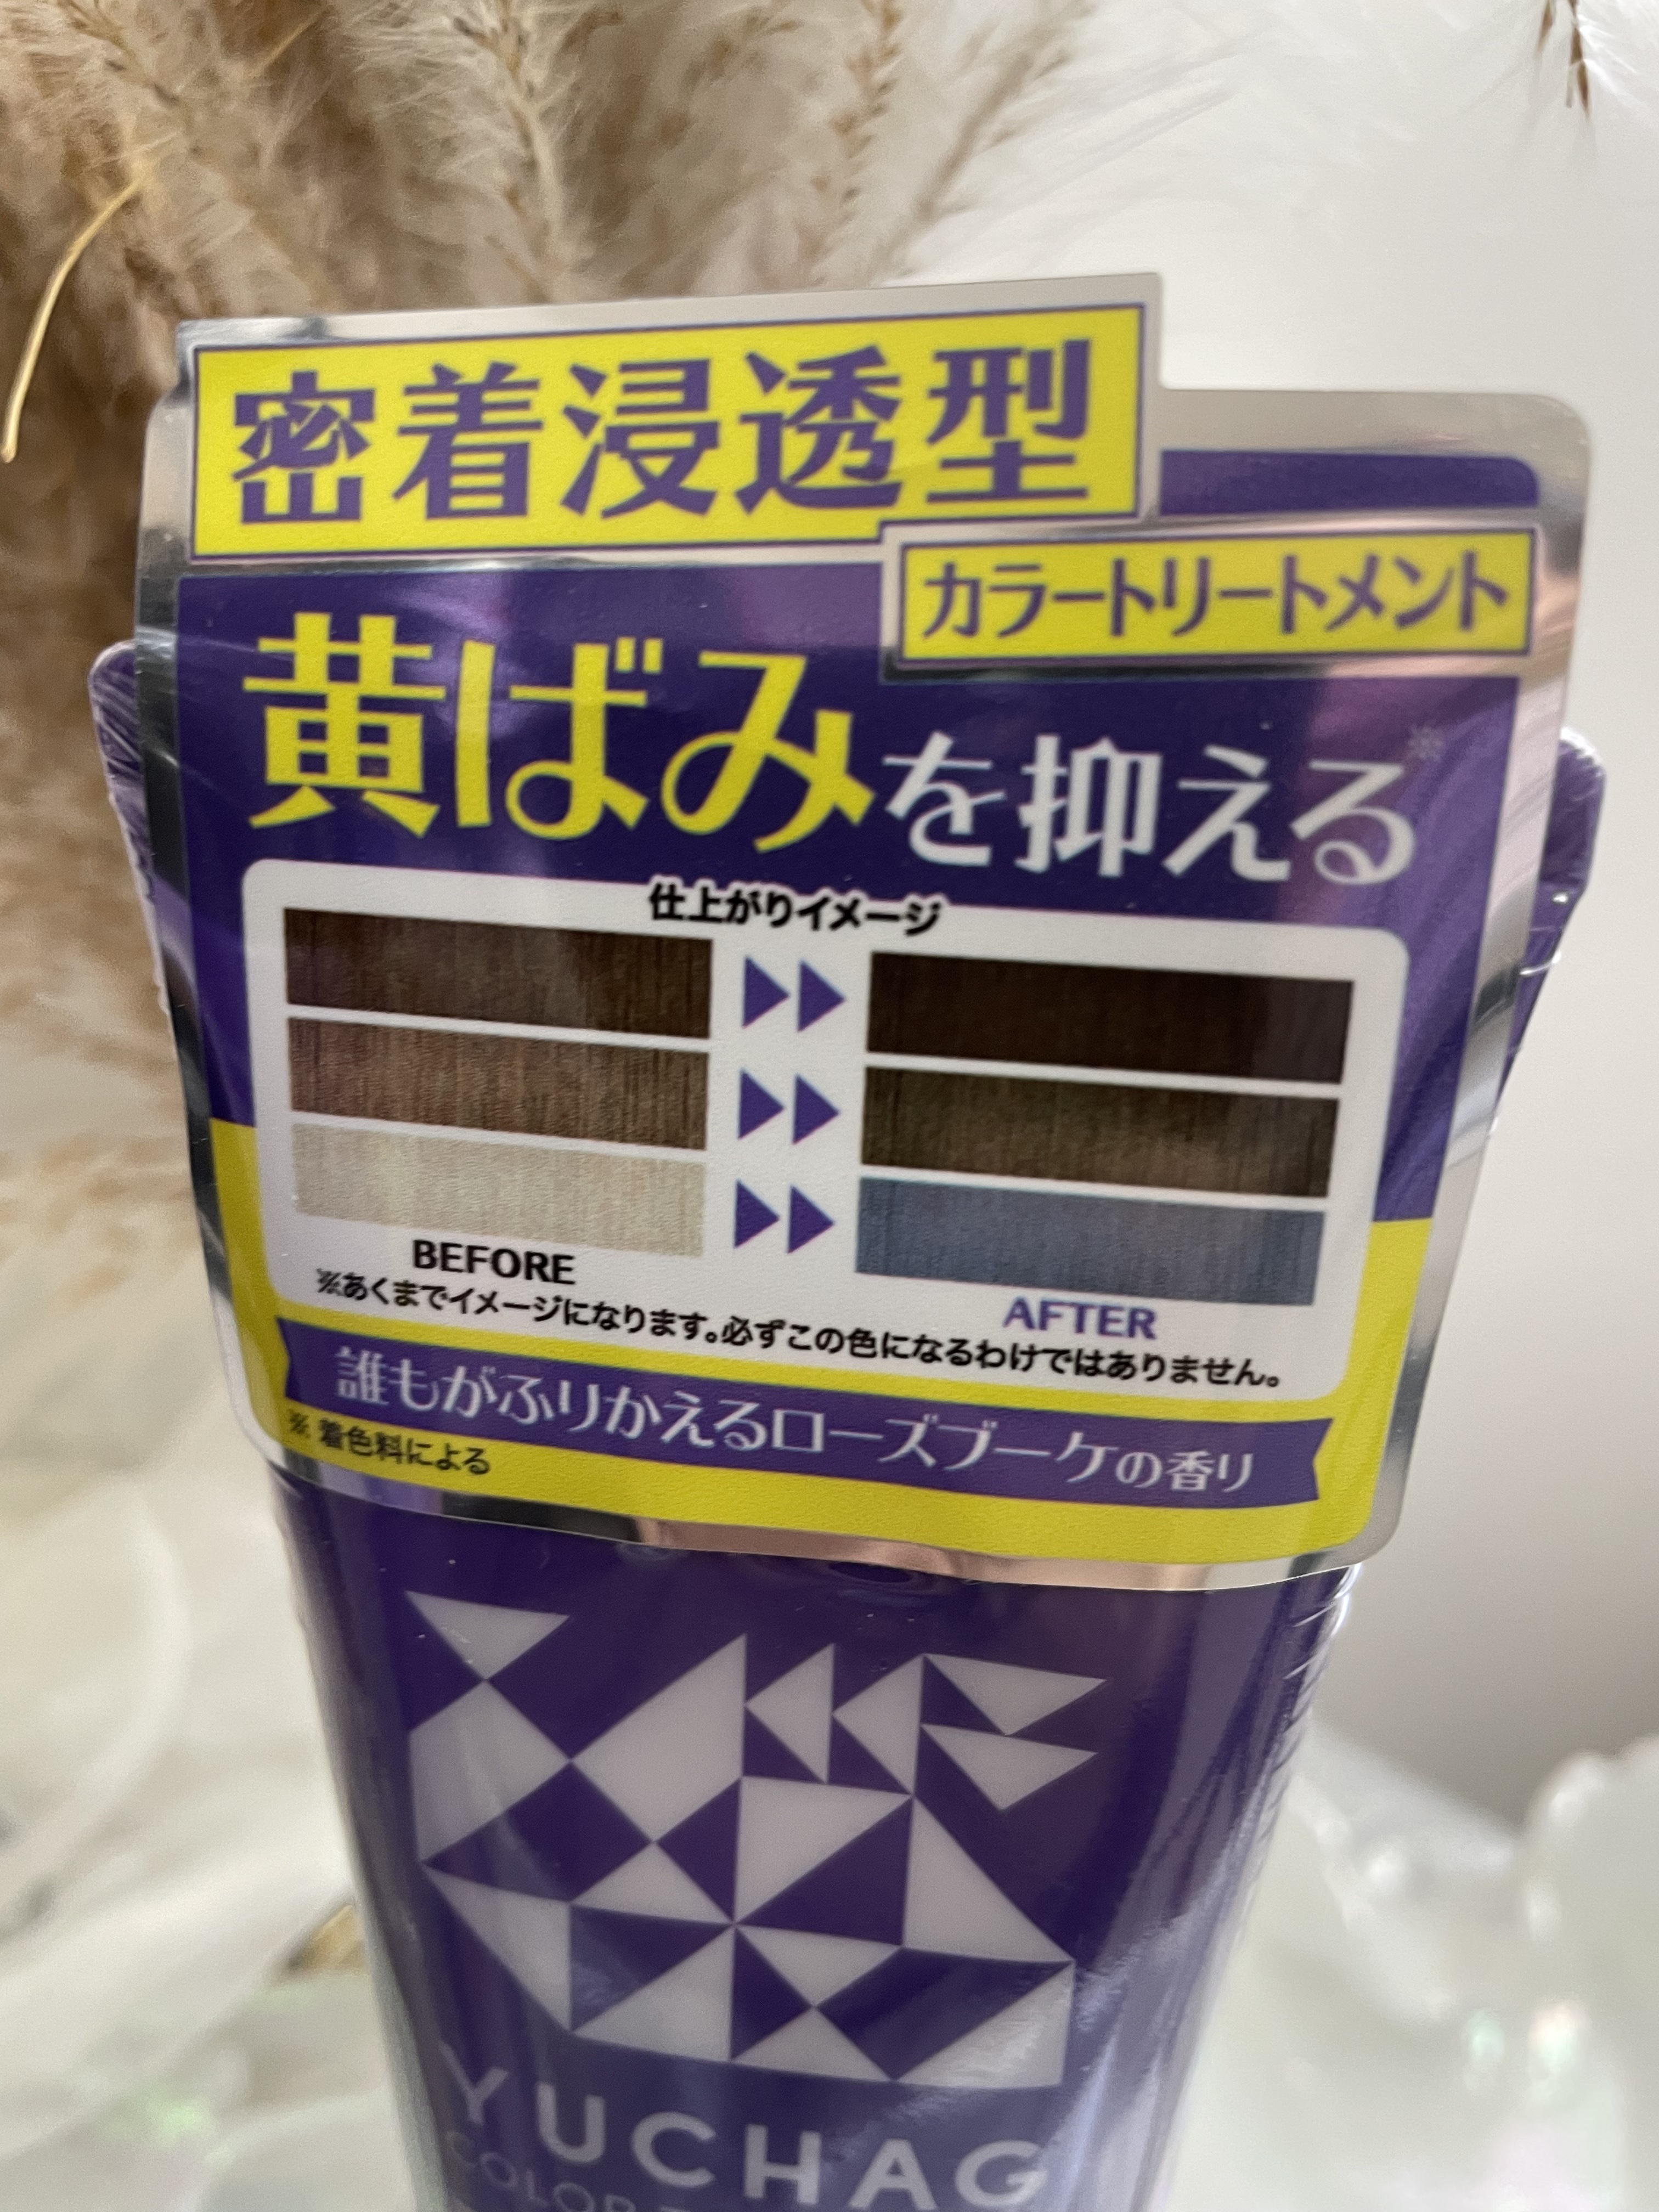 密着浸透型
カラートリートメント
黄ばみを抑える※
仕上がりイメージ
BEFORE
AFTER
※あくまでイメージになります。必ずこの色になるわけではありません。
誰もがふりかえるローズブーケの香り
※着色料による
YUCHAG
COLOR